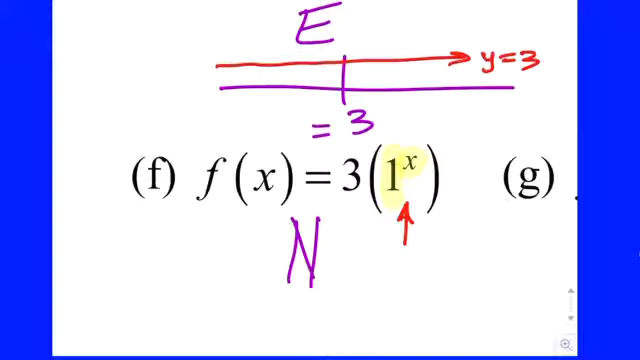 E
y=3
= 3
(f) f(x) = 3(1^x) (g)
N